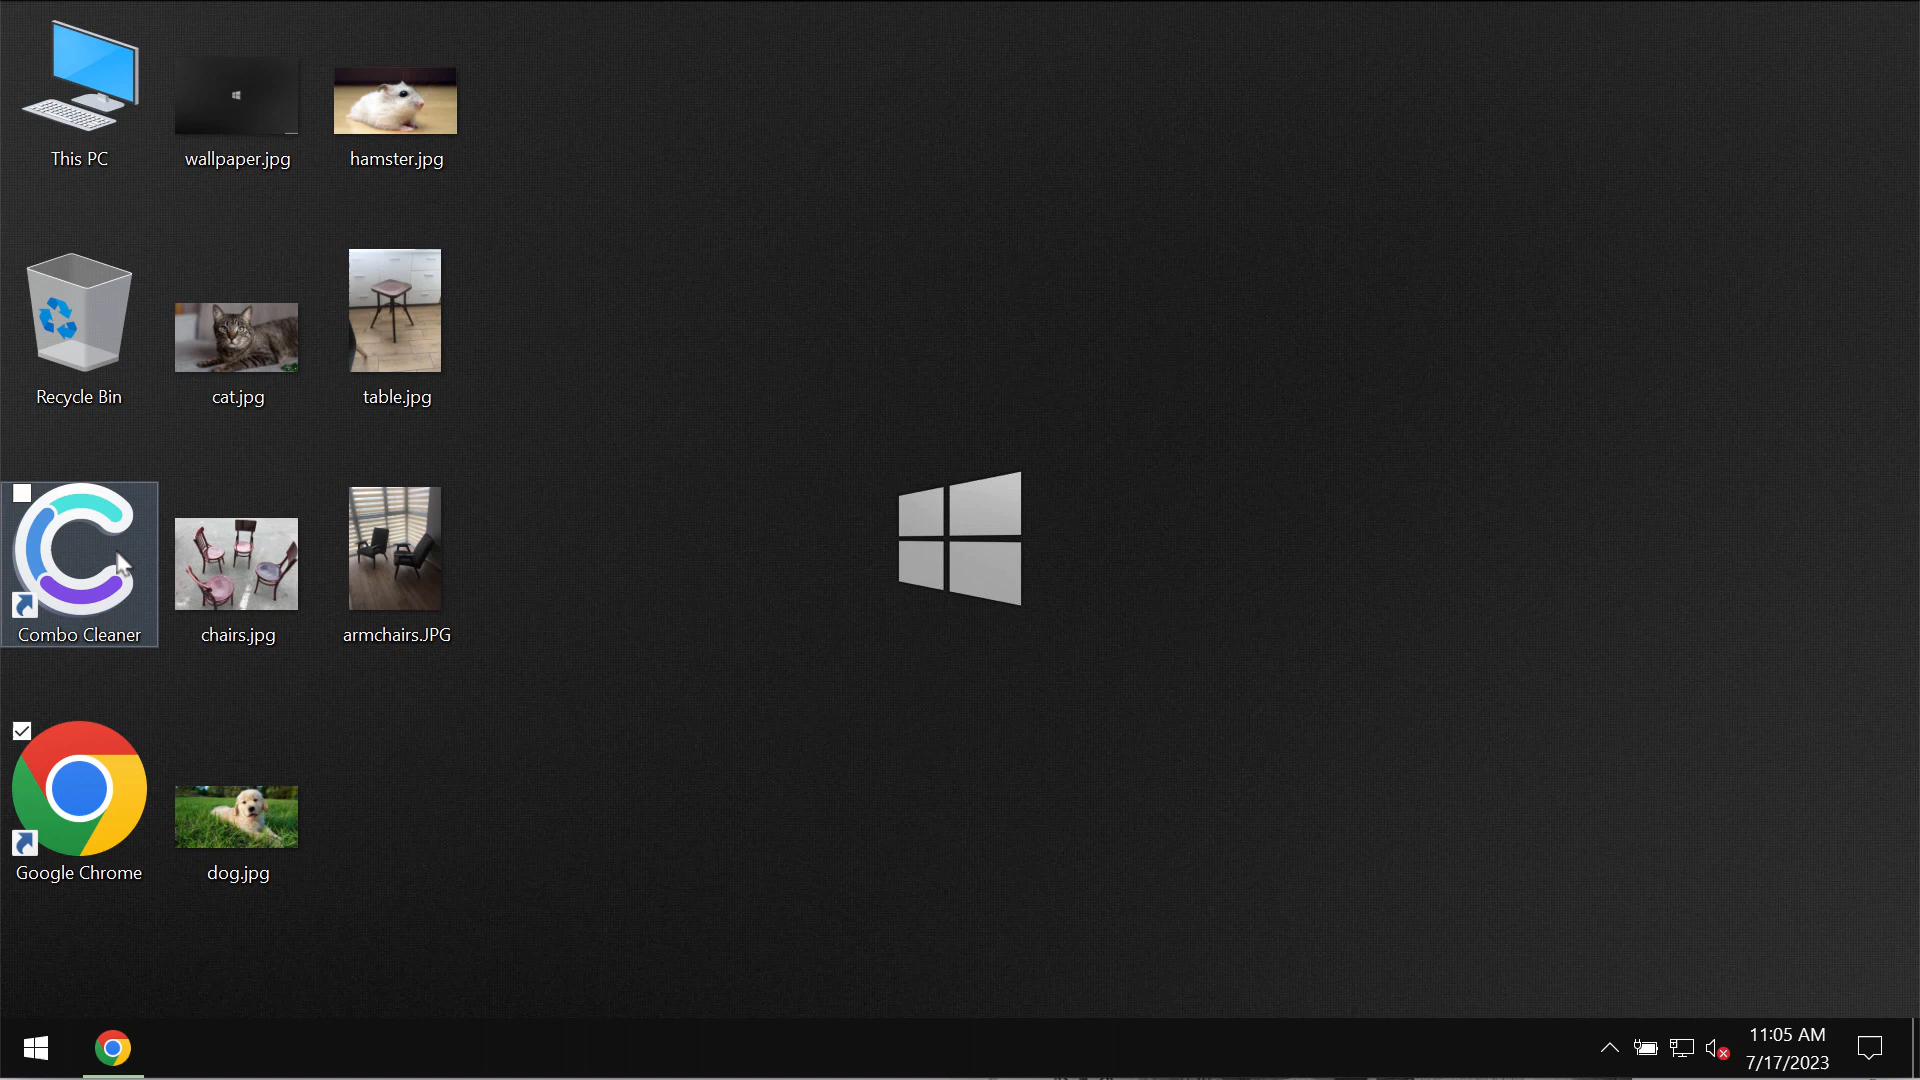 This PC
wallpaper.jpg
hamster.jpg
Recycle Bin
cat.jpg
table.jpg
Combo Cleaner
chairs.jpg
armchairs.JPG
Google Chrome
dog.jpg
11:05 AM
7/17/2023